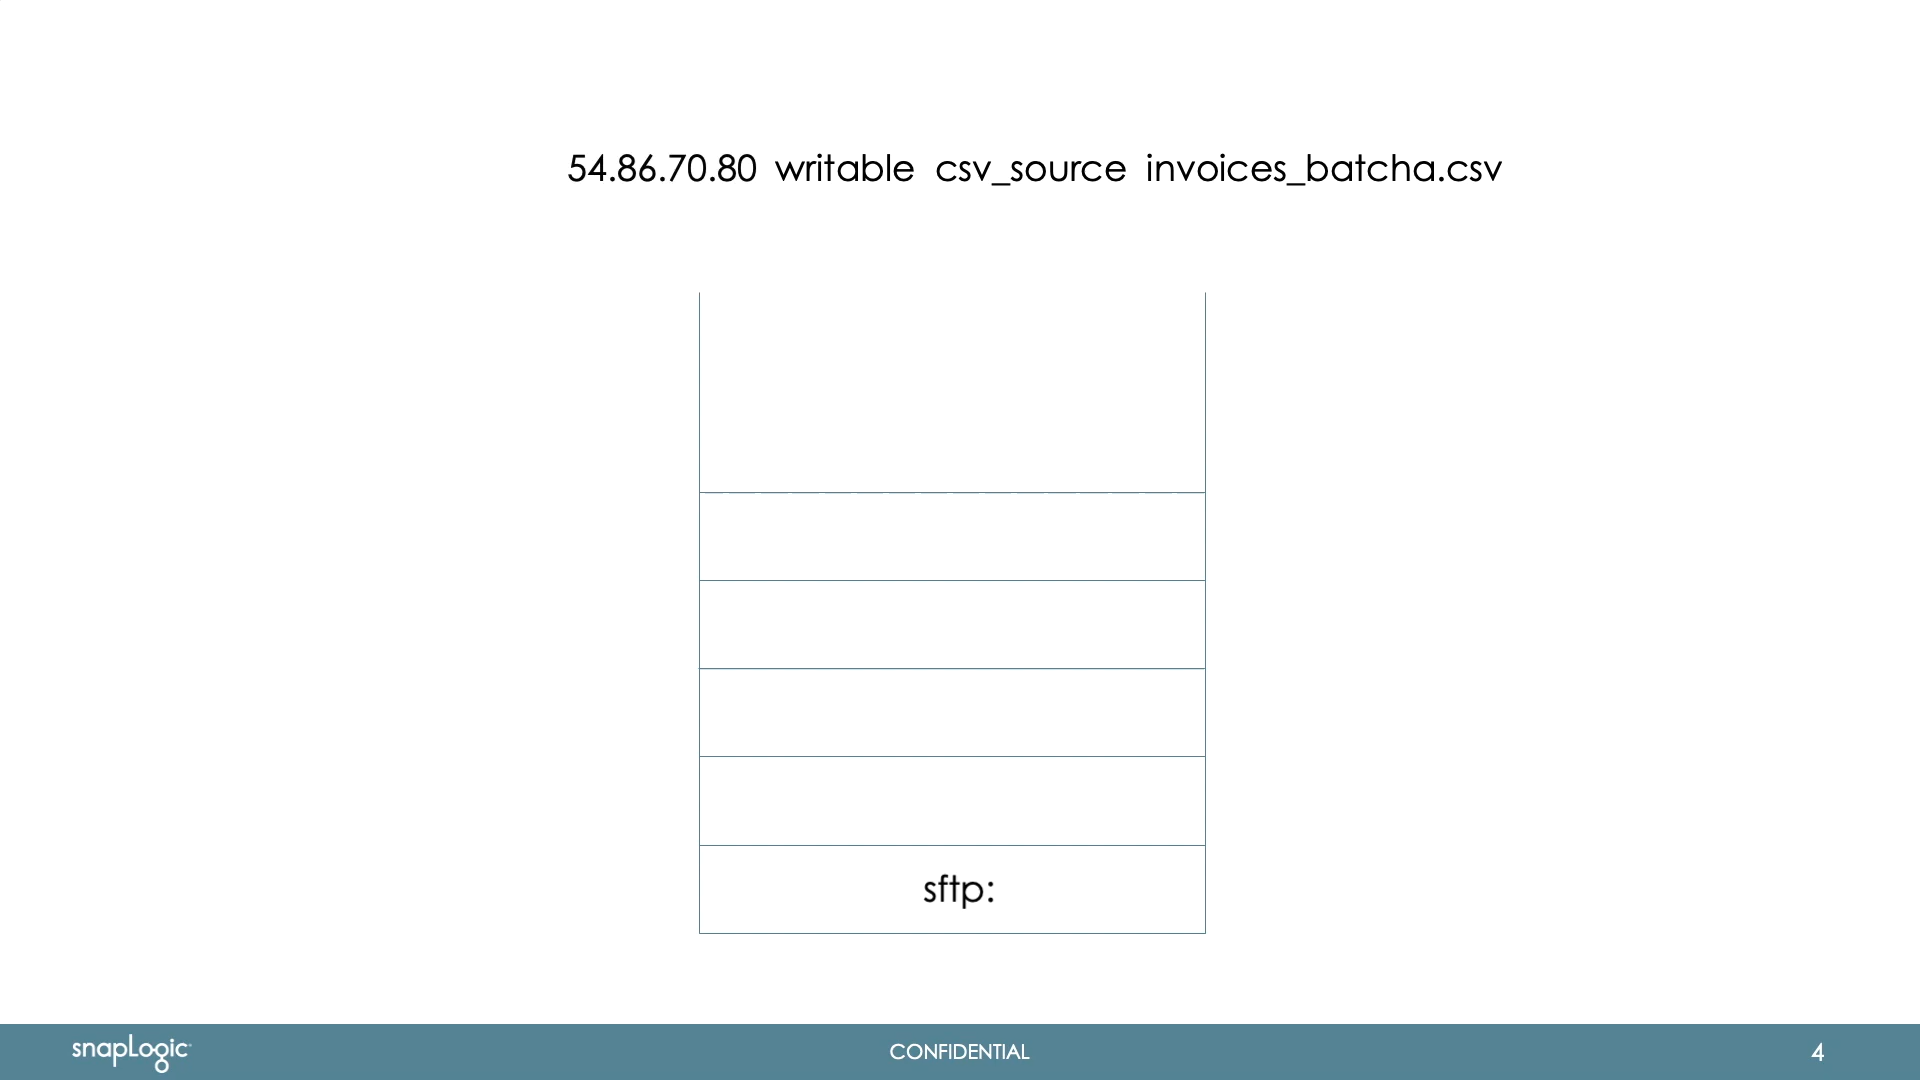 54.86.70.80 writable csv_source invoices_batcha.csv
sftp:
snapLogic
CONFIDENTIAL
4